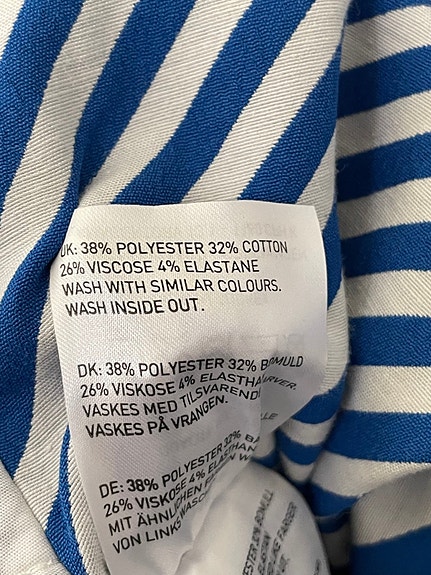 UK: 38% POLYESTER 32% COTTON
26% VISCOSE 4% ELASTANE
WASH WITH SIMILAR COLOURS.
WASH INSIDE OUT.
DK: 38% POLYESTER 32% BOMULD
26% VISKOSE 4% ELASTHAN
VASKES MED TILSVARENDE
VASKES PÅ VRANGEN.
DE: 38% POLYESTER 32% BA
26% VISKOSE 4% ELASTHAN
MIT ÄHNLICHEN
VON LINKS